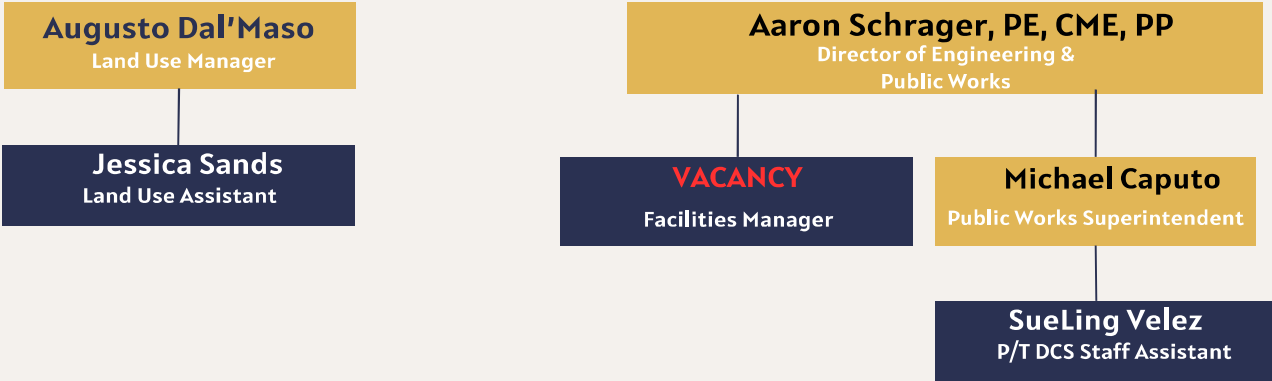 Augusto Dal'Maso
Land Use Manager
Jessica Sands
Land Use Assistant
Aaron Schrager, PE, CME, PP
Director of Engineering &
Public Works
VACANCY
Facilities Manager
Michael Caputo
Public Works Superintendent
SueLing Velez
P/T DCS Staff Assistant